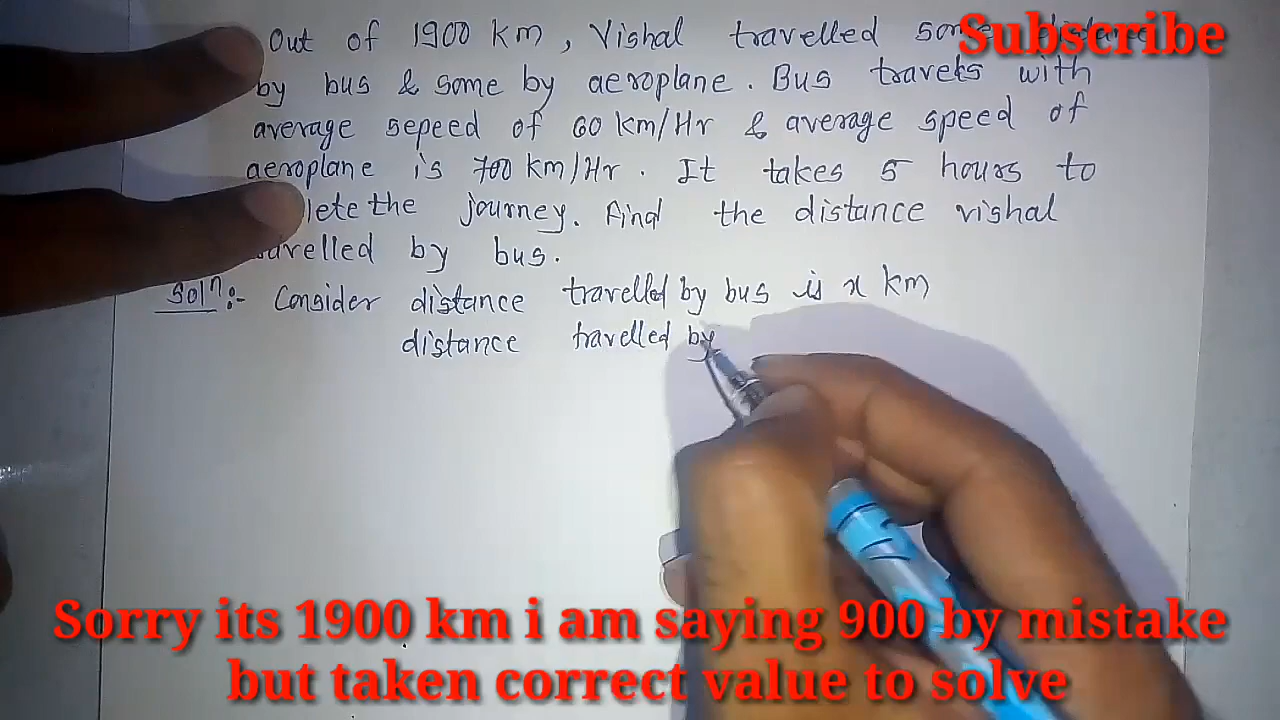 Out of 1900 km, Vishal travelled some distance
Subscribe
by bus & some by aeroplane. Bus travels with
average sepeed of 60 km/Hr & average speed of
aeroplane is 700 km/Hr. It takes 5 hours to
lete the journey. Find the distance vishal
travelled by bus.
Solⁿ:- Consider distance travelled by bus is x km
distance travelled by
Sorry its 1900 km i am saying 900 by mistake
but taken correct value to solve